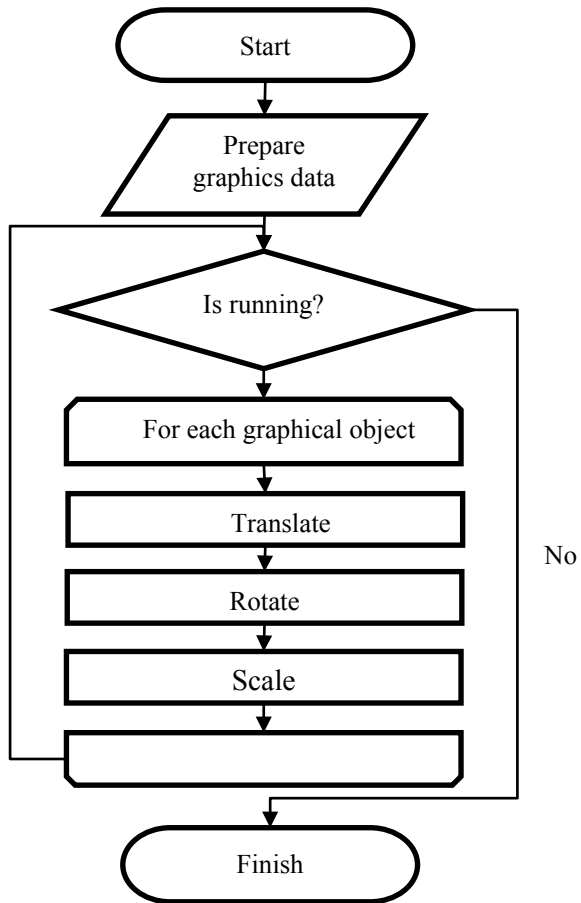 Start
Prepare
graphics data
Is running?
For each graphical object
Translate
No
Rotate
Scale
Finish